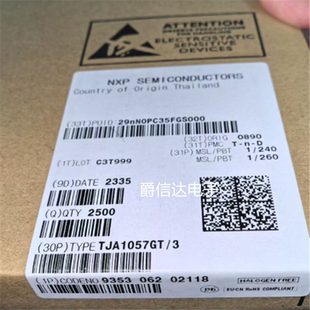 ATTENTION
ELECTROSTATIC
SENSITIVE
DEVICES
NXP SEMICONDUCTORS
Country of Origin Thailand
(33T)PUID:29nN0PC35FGS000
(32T)ORIG 0890
(31T)PMC T-n-D
(31P) MSL/PBT 1/240
MSL/PBT 1/260
(1T)LOT C3T999
(9D)DATE 2335
爵信达电子
(Q)QTY 2500
(30P)TYPE TJA1057GT/3
(1P)CODENO 9353 062 02118
HALOGEN FREE
EU/CN RoHS COMPLIANT